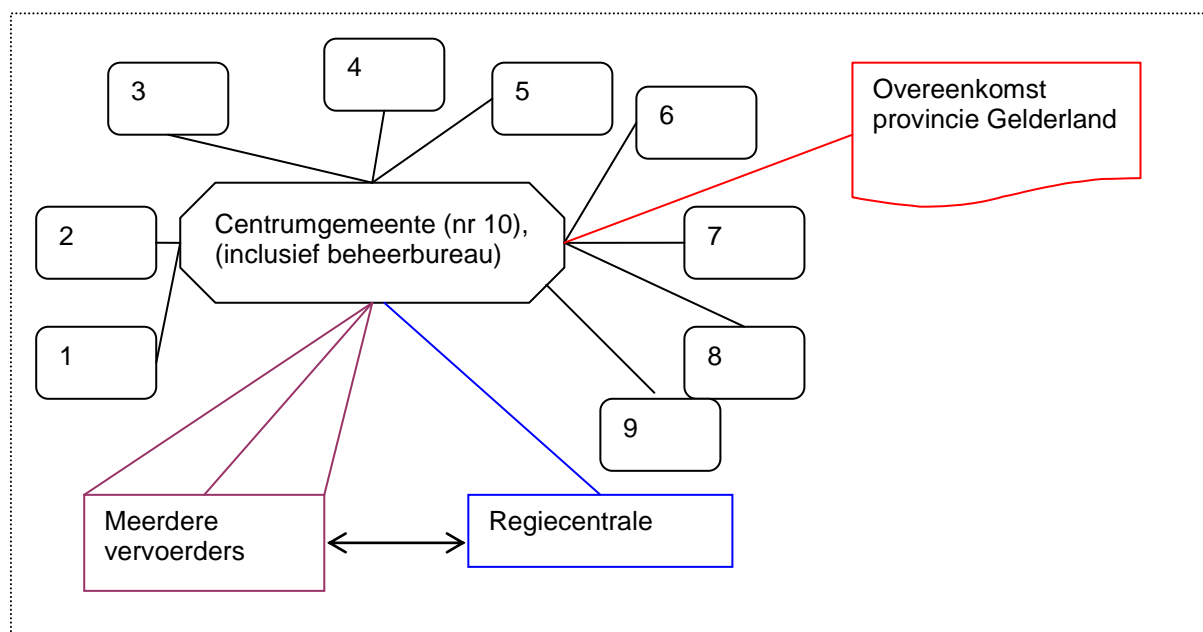 4
3
5
6
Overeenkomst
provincie Gelderland
2
Centrumgemeente (nr 10),
(inclusief beheerbureau)
7
1
8
9
Meerdere
vervoerders
Regiecentrale